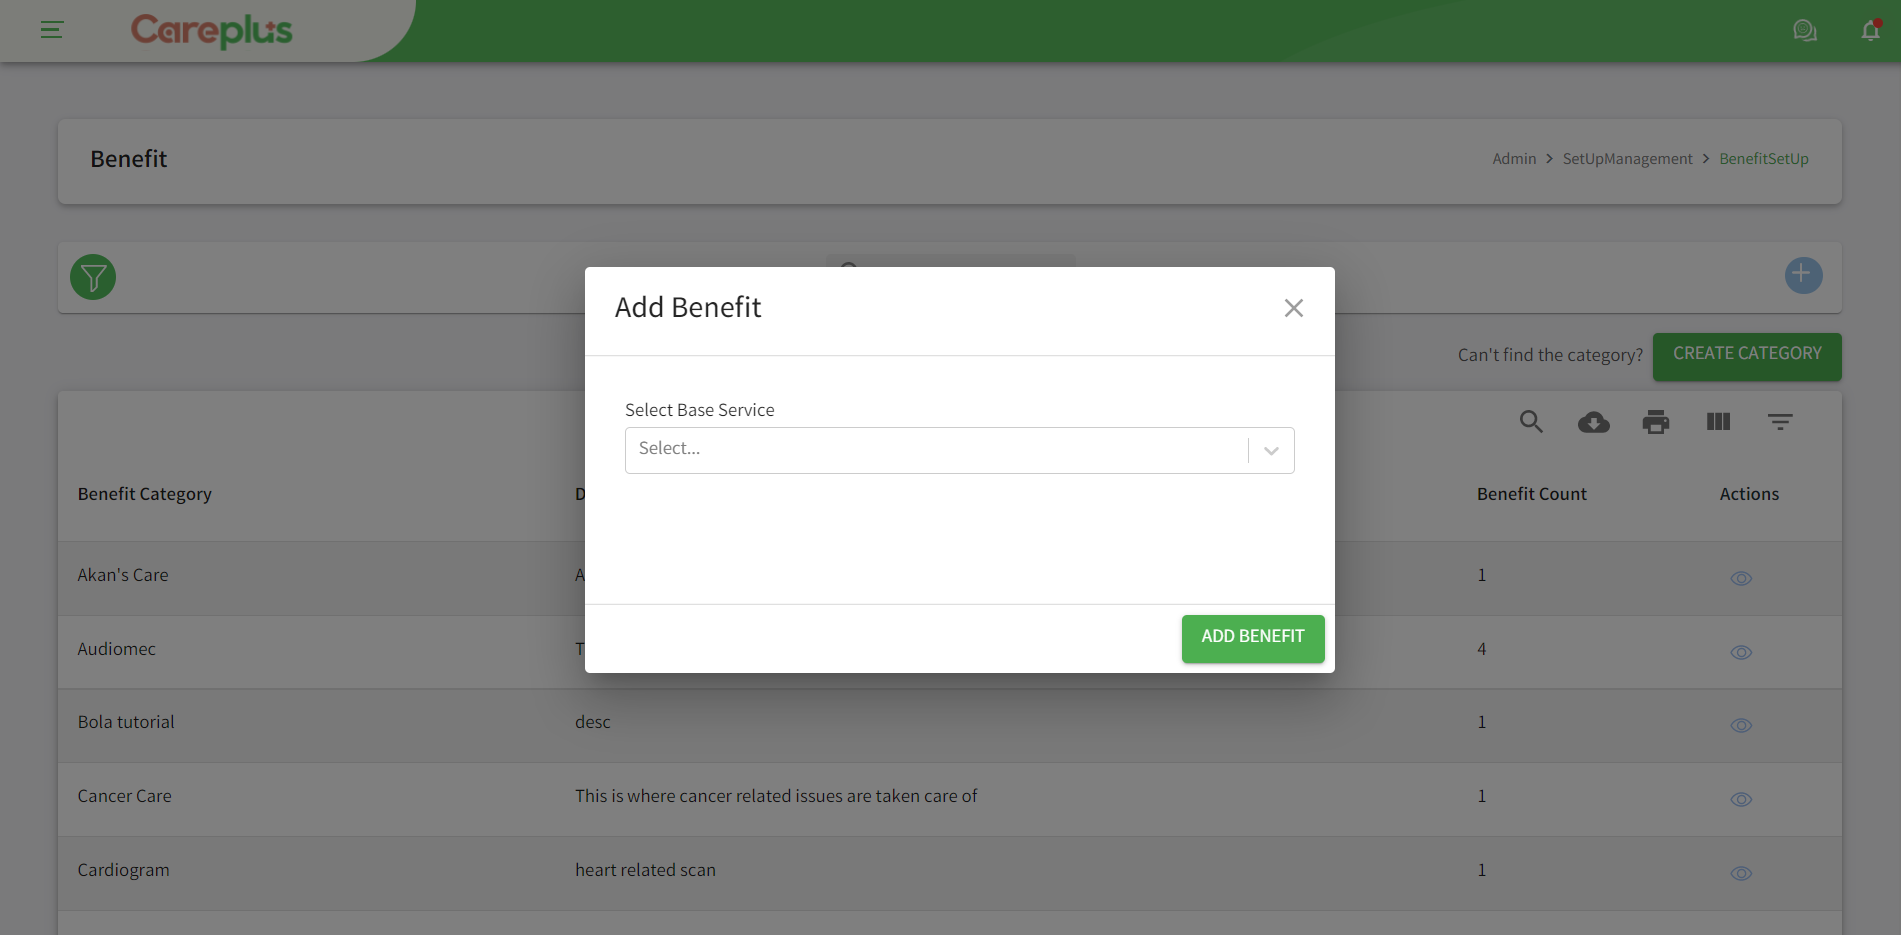 Careplus
Benefit
Admin > SetUpManagement > BenefitSetUp
Add Benefit
Can't find the category? CREATE CATEGORY
Select Base Service
Select...
Benefit Category D Benefit Count Actions
Akan's Care A 1
ADD BENEFIT
Audiomec T 4
Bola tutorial desc 1
Cancer Care This is where cancer related issues are taken care of 1
Cardiogram heart related scan 1